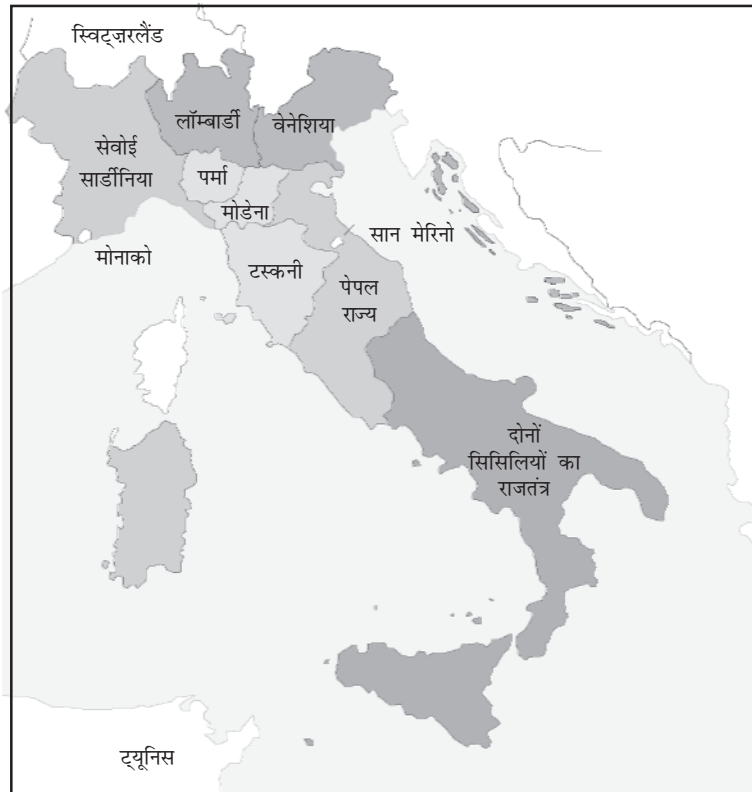 स्विट्ज़रलैंड
लॉम्बार्डी
वेनेशिया
सेवोई
सार्डीनिया
पर्मा
मोडेना
मोनाको
टस्कनी
सान मेरिनो
पेपल
राज्य
दोनों
सिसिलियों का
राजतंत्र
ट्यूनिस